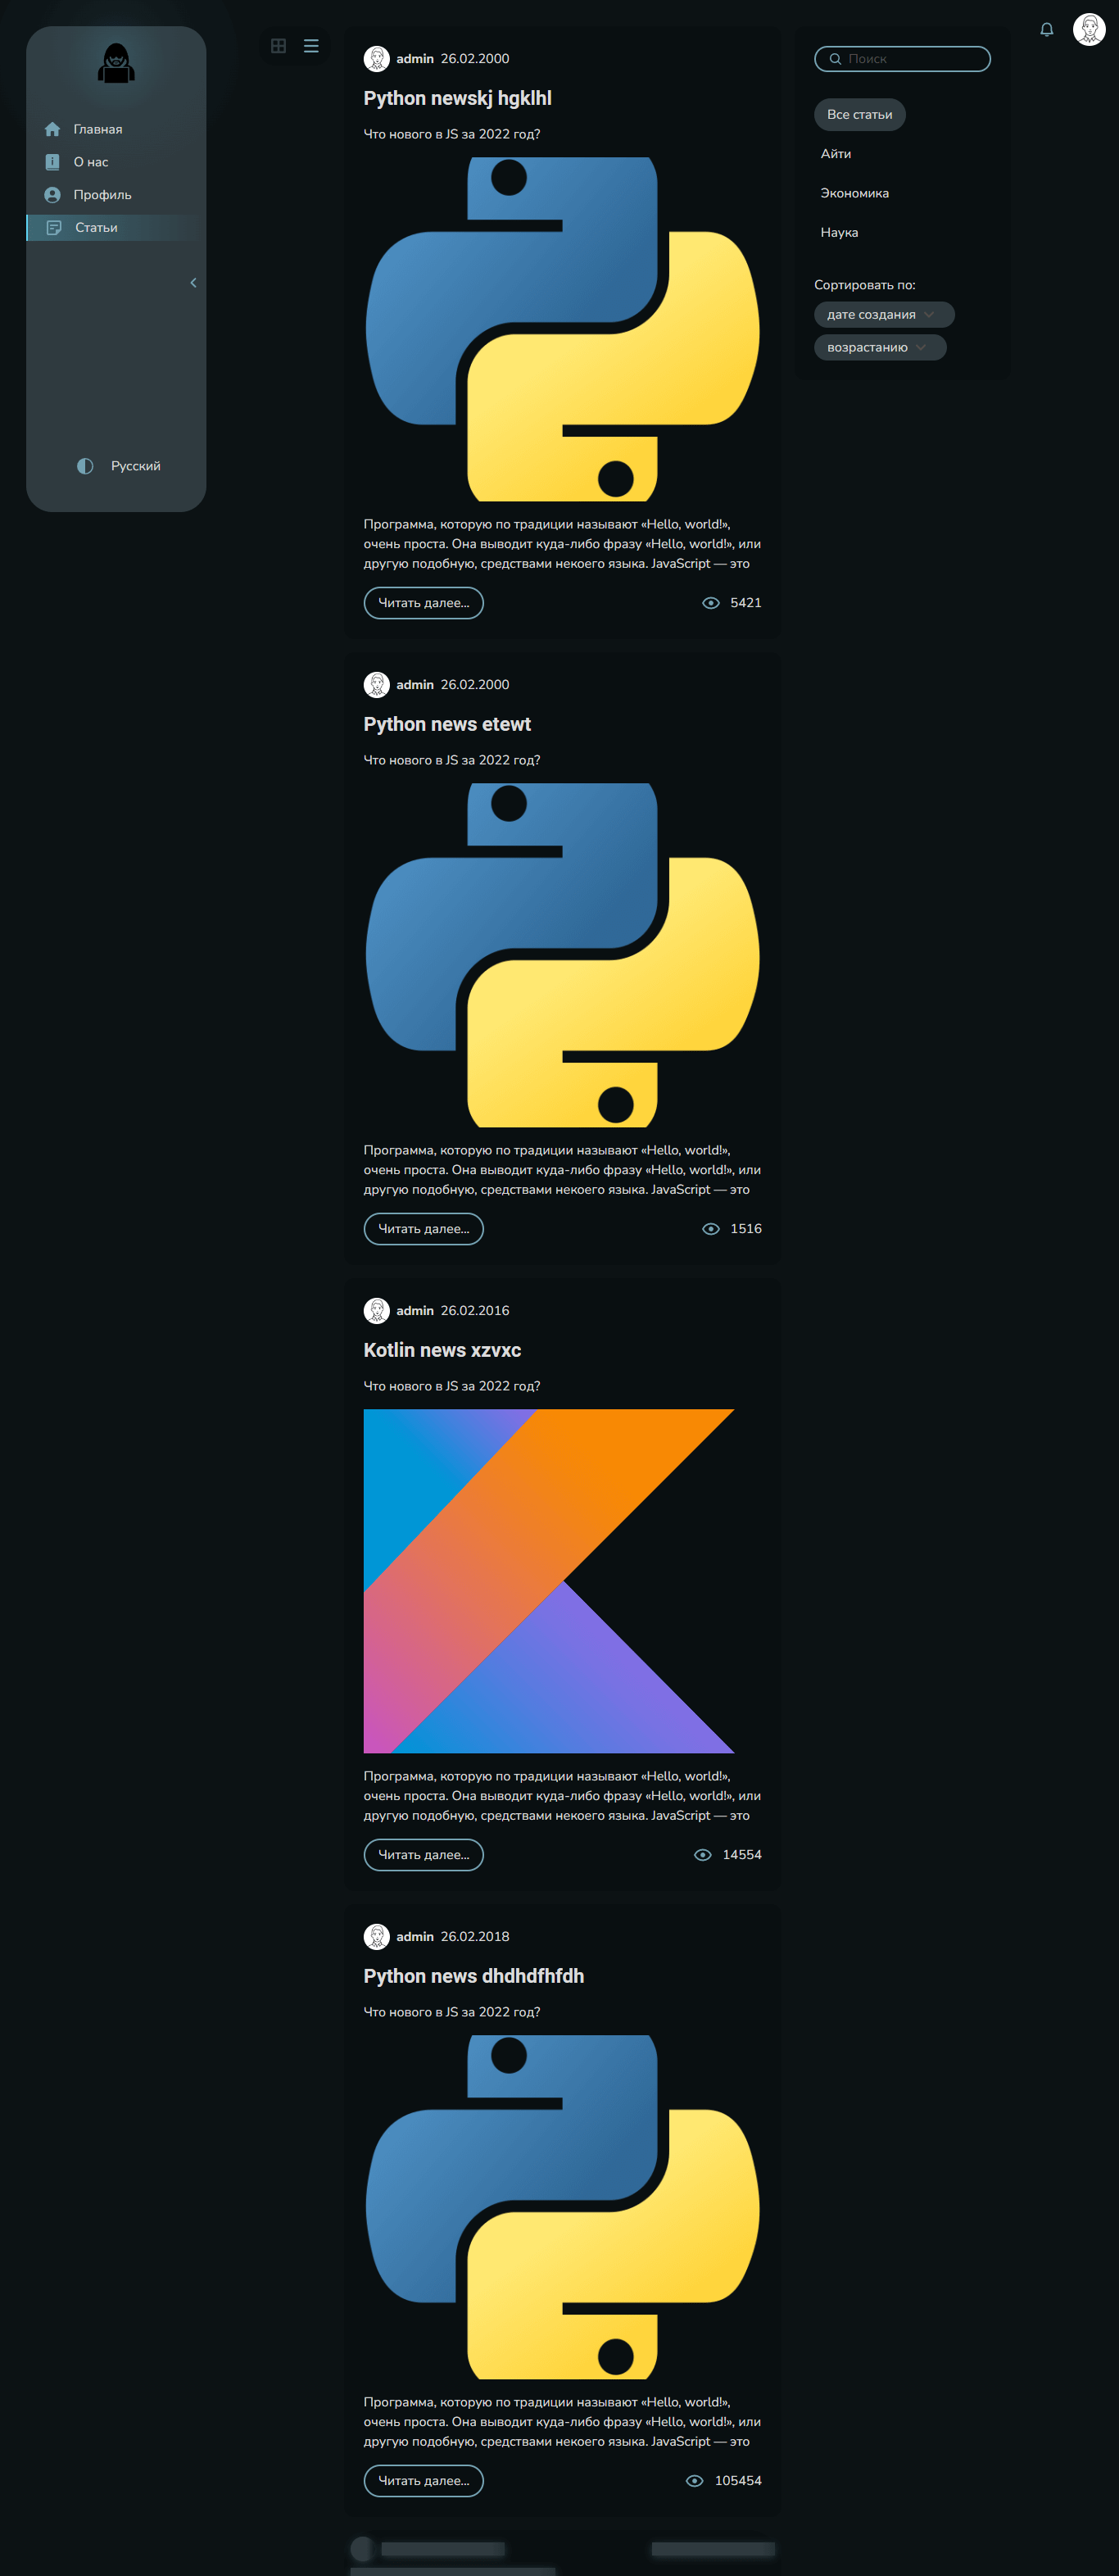 Главная
О нас
Профиль
Статьи
Русский
admin 26.02.2000
Python newskj hgklhl
Что нового в JS за 2022 год?
Программа, которую по традиции называют «Hello, world!»,
очень проста. Она выводит куда-либо фразу «Hello, world!», или
другую подобную, средствами некоего языка. JavaScript — это
Читать далее...
5421
admin 26.02.2000
Python news etewt
Что нового в JS за 2022 год?
Программа, которую по традиции называют «Hello, world!»,
очень проста. Она выводит куда-либо фразу «Hello, world!», или
другую подобную, средствами некоего языка. JavaScript — это
Читать далее...
1516
admin 26.02.2016
Kotlin news xzvxc
Что нового в JS за 2022 год?
Программа, которую по традиции называют «Hello, world!»,
очень проста. Она выводит куда-либо фразу «Hello, world!», или
другую подобную, средствами некоего языка. JavaScript — это
Читать далее...
14554
admin 26.02.2018
Python news dhdhdfhfdh
Что нового в JS за 2022 год?
Программа, которую по традиции называют «Hello, world!»,
очень проста. Она выводит куда-либо фразу «Hello, world!», или
другую подобную, средствами некоего языка. JavaScript — это
Читать далее...
105454
Поиск
Все статьи
Айти
Экономика
Наука
Сортировать по:
дате создания
возрастанию